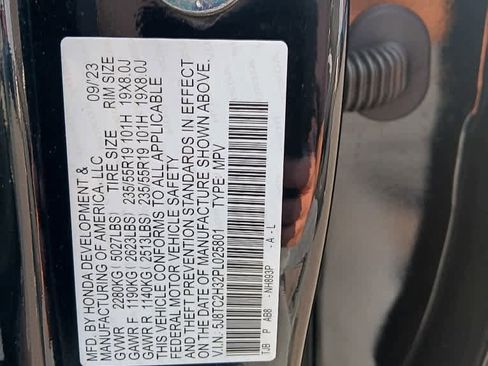 MFD. BY HONDA DEVELOPMENT & 09/23
MANUFACTURING OF AMERICA, LLC
TIRE SIZE RIM SIZE
GVWR 2280KG ( 5027LBS)
GAWR F 1190KG ( 2623LBS) 235/55R19 101H 19X8.0J
GAWR R 1140KG ( 2513LBS) 235/55R19 101H 19X8.0J
THIS VEHICLE CONFORMS TO ALL APPLICABLE
FEDERAL MOTOR VEHICLE SAFETY
AND THEFT PREVENTION STANDARDS IN EFFECT
ON THE DATE OF MANUFACTURE SHOWN ABOVE.
V.I.N. 5J8TC2H32PL025801 TYPE: MPV
TJB P AB8 -NH893P -A-L